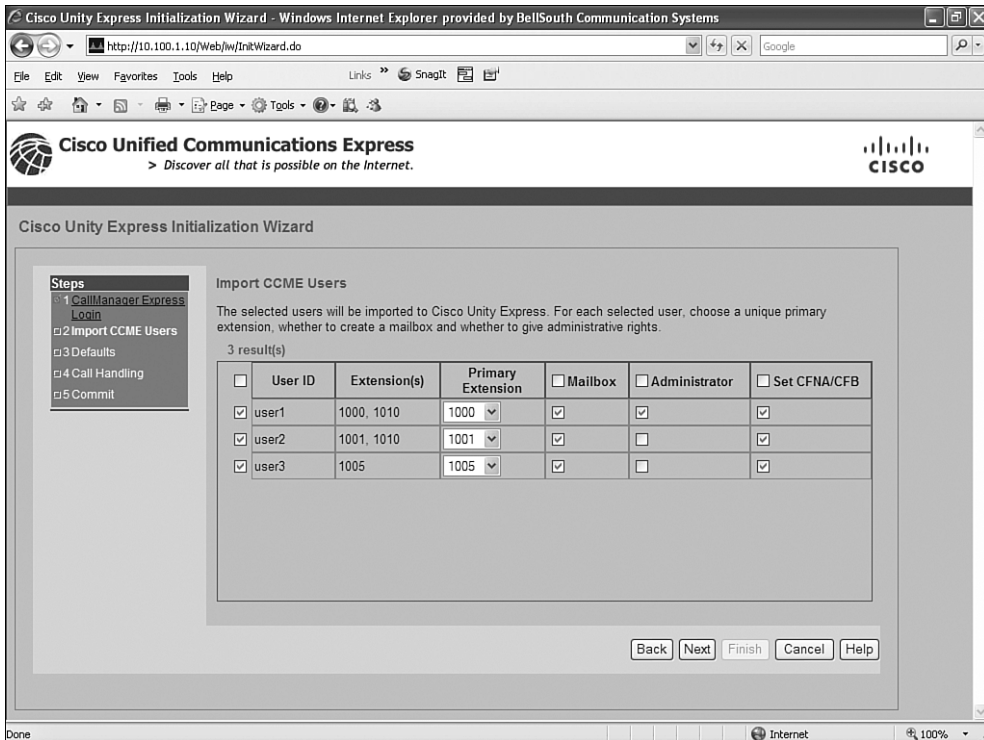 Cisco Unity Express Initialization Wizard - Windows Internet Explorer provided by BellSouth Communication Systems
http://10.100.1.10/Web/iw/InitWizard.do
Google
File Edit View Favorites Tools Help
Links » SnagIt
Page Tools
Cisco Unified Communications Express
> Discover all that is possible on the Internet.
CISCO
Cisco Unity Express Initialization Wizard
Steps
1 CallManager Express
Login
2 Import CCME Users
3 Defaults
4 Call Handling
5 Commit
Import CCME Users
The selected users will be imported to Cisco Unity Express. For each selected user, choose a unique primary
extension, whether to create a mailbox and whether to give administrative rights.
3 result(s)
User ID Extension(s) Primary Extension Mailbox Administrator Set CFNA/CFB
user1 1000, 1010 1000
user2 1001, 1010 1001
user3 1005 1005
Back Next Finish Cancel Help
Done Internet 100%